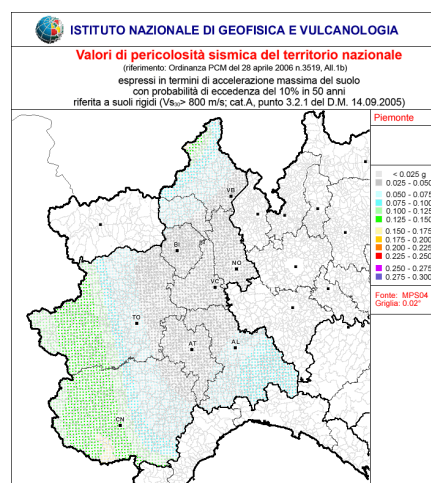 ISTITUTO NAZIONALE DI GEOFISICA E VULCANOLOGIA
Valori di pericolosità sismica del territorio nazionale
(riferimento: Ordinanza PCM del 28 aprile 2006 n.3519, All.1b)
espressi in termini di accelerazione massima del suolo
con probabilità di eccedenza del 10% in 50 anni
riferita a suoli rigidi (Vs30> 800 m/s; cat.A, punto 3.2.1 del D.M. 14.09.2005)
Piemonte
< 0.025 g
0.025 - 0.050
0.050 - 0.075
0.075 - 0.100
0.100 - 0.125
0.125 - 0.150
0.150 - 0.175
0.175 - 0.200
0.200 - 0.225
0.225 - 0.250
0.250 - 0.275
0.275 - 0.300
Fonte: MPS04
Griglia: 0.02°
VB
BI
NO
VC
TO
AT
AL
CN